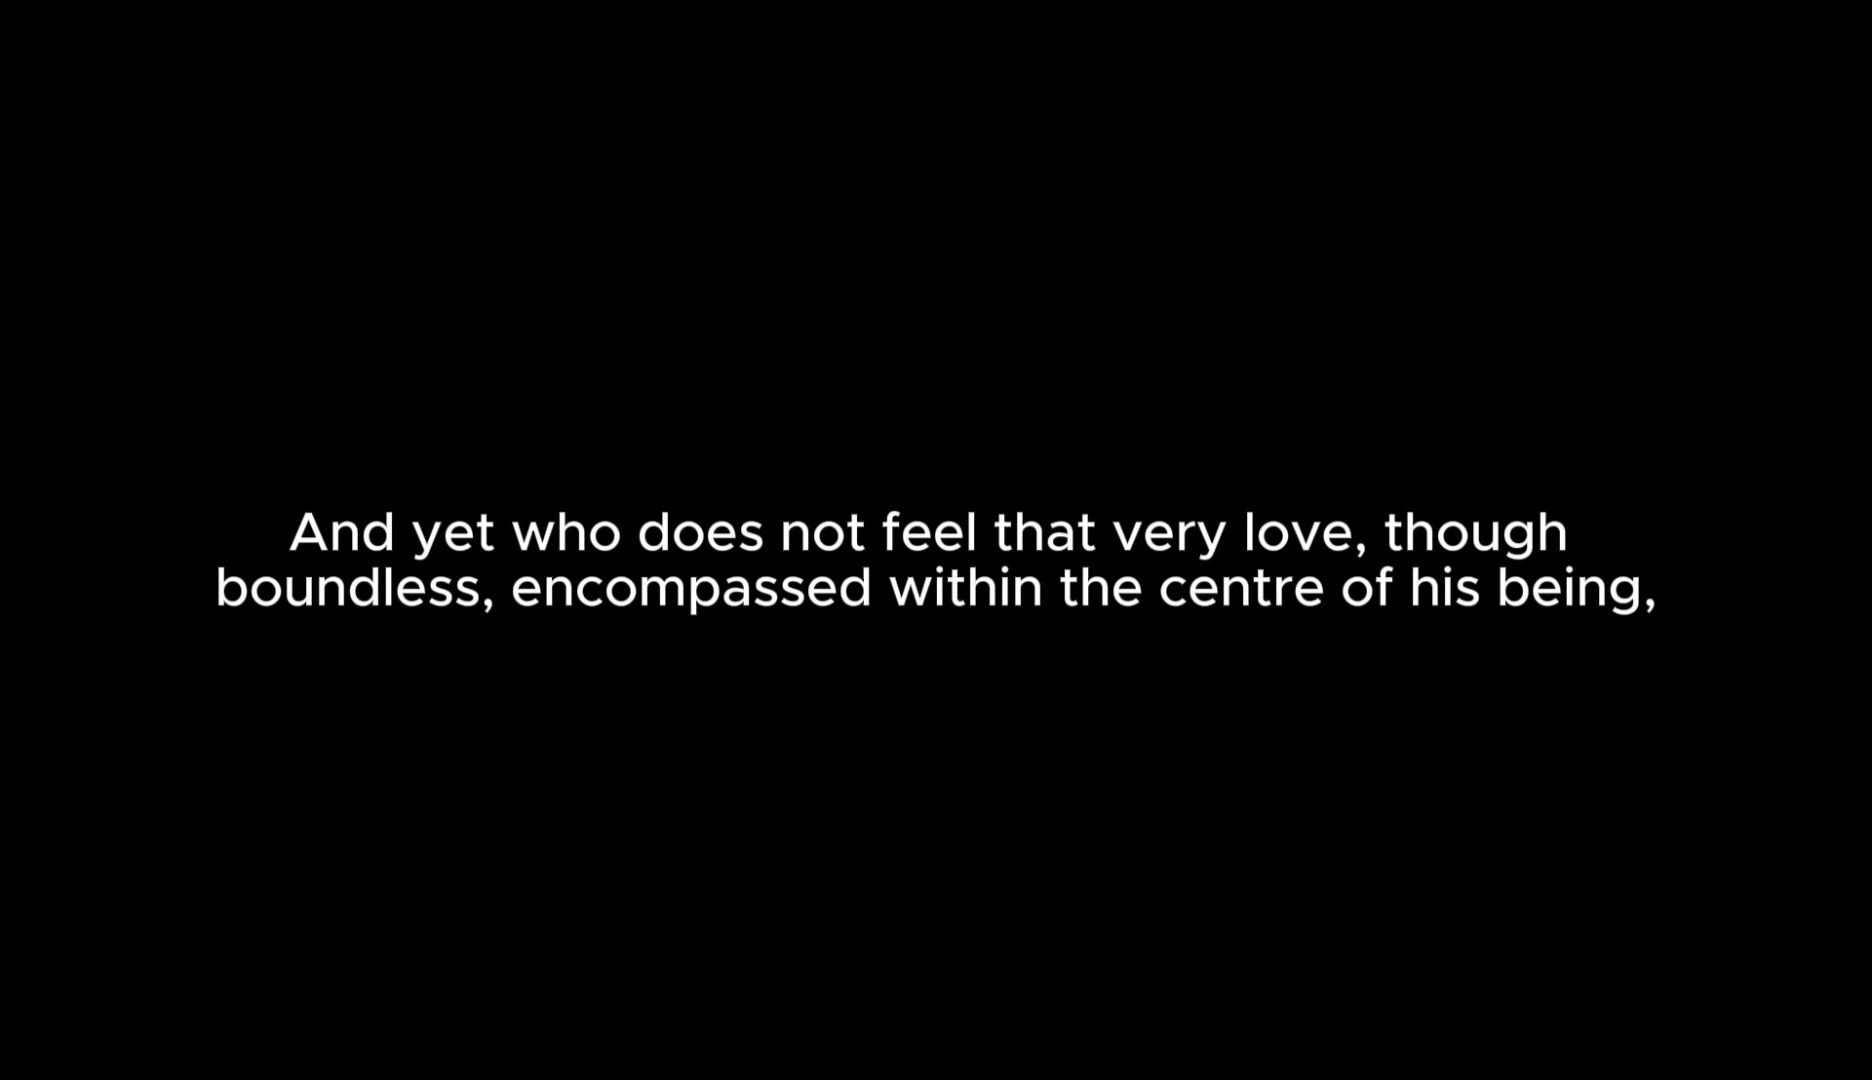 And yet who does not feel that very love, though
boundless, encompassed within the centre of his being,